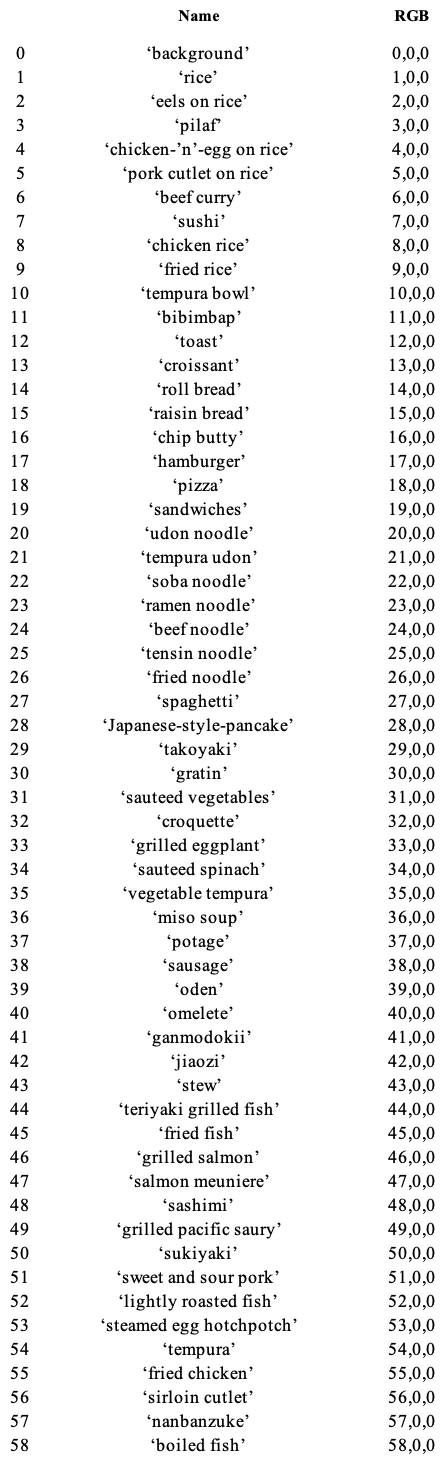 Name RGB
0 ‘background’ 0,0,0
1 ‘rice’ 1,0,0
2 ‘eels on rice’ 2,0,0
3 ‘pilaf’ 3,0,0
4 ‘chicken-’n’-egg on rice’ 4,0,0
5 ‘pork cutlet on rice’ 5,0,0
6 ‘beef curry’ 6,0,0
7 ‘sushi’ 7,0,0
8 ‘chicken rice’ 8,0,0
9 ‘fried rice’ 9,0,0
10 ‘tempura bowl’ 10,0,0
11 ‘bibimbap’ 11,0,0
12 ‘toast’ 12,0,0
13 ‘croissant’ 13,0,0
14 ‘roll bread’ 14,0,0
15 ‘raisin bread’ 15,0,0
16 ‘chip butty’ 16,0,0
17 ‘hamburger’ 17,0,0
18 ‘pizza’ 18,0,0
19 ‘sandwiches’ 19,0,0
20 ‘udon noodle’ 20,0,0
21 ‘tempura udon’ 21,0,0
22 ‘soba noodle’ 22,0,0
23 ‘ramen noodle’ 23,0,0
24 ‘beef noodle’ 24,0,0
25 ‘tensin noodle’ 25,0,0
26 ‘fried noodle’ 26,0,0
27 ‘spaghetti’ 27,0,0
28 ‘Japanese-style-pancake’ 28,0,0
29 ‘takoyaki’ 29,0,0
30 ‘gratin’ 30,0,0
31 ‘sauteed vegetables’ 31,0,0
32 ‘croquette’ 32,0,0
33 ‘grilled eggplant’ 33,0,0
34 ‘sauteed spinach’ 34,0,0
35 ‘vegetable tempura’ 35,0,0
36 ‘miso soup’ 36,0,0
37 ‘potage’ 37,0,0
38 ‘sausage’ 38,0,0
39 ‘oden’ 39,0,0
40 ‘omelete’ 40,0,0
41 ‘ganmodokii’ 41,0,0
42 ‘jiaozi’ 42,0,0
43 ‘stew’ 43,0,0
44 ‘teriyaki grilled fish’ 44,0,0
45 ‘fried fish’ 45,0,0
46 ‘grilled salmon’ 46,0,0
47 ‘salmon meuniere’ 47,0,0
48 ‘sashimi’ 48,0,0
49 ‘grilled pacific saury’ 49,0,0
50 ‘sukiyaki’ 50,0,0
51 ‘sweet and sour pork’ 51,0,0
52 ‘lightly roasted fish’ 52,0,0
53 ‘steamed egg hotchpotch’ 53,0,0
54 ‘tempura’ 54,0,0
55 ‘fried chicken’ 55,0,0
56 ‘sirloin cutlet’ 56,0,0
57 ‘nanbanzuke’ 57,0,0
58 ‘boiled fish’ 58,0,0